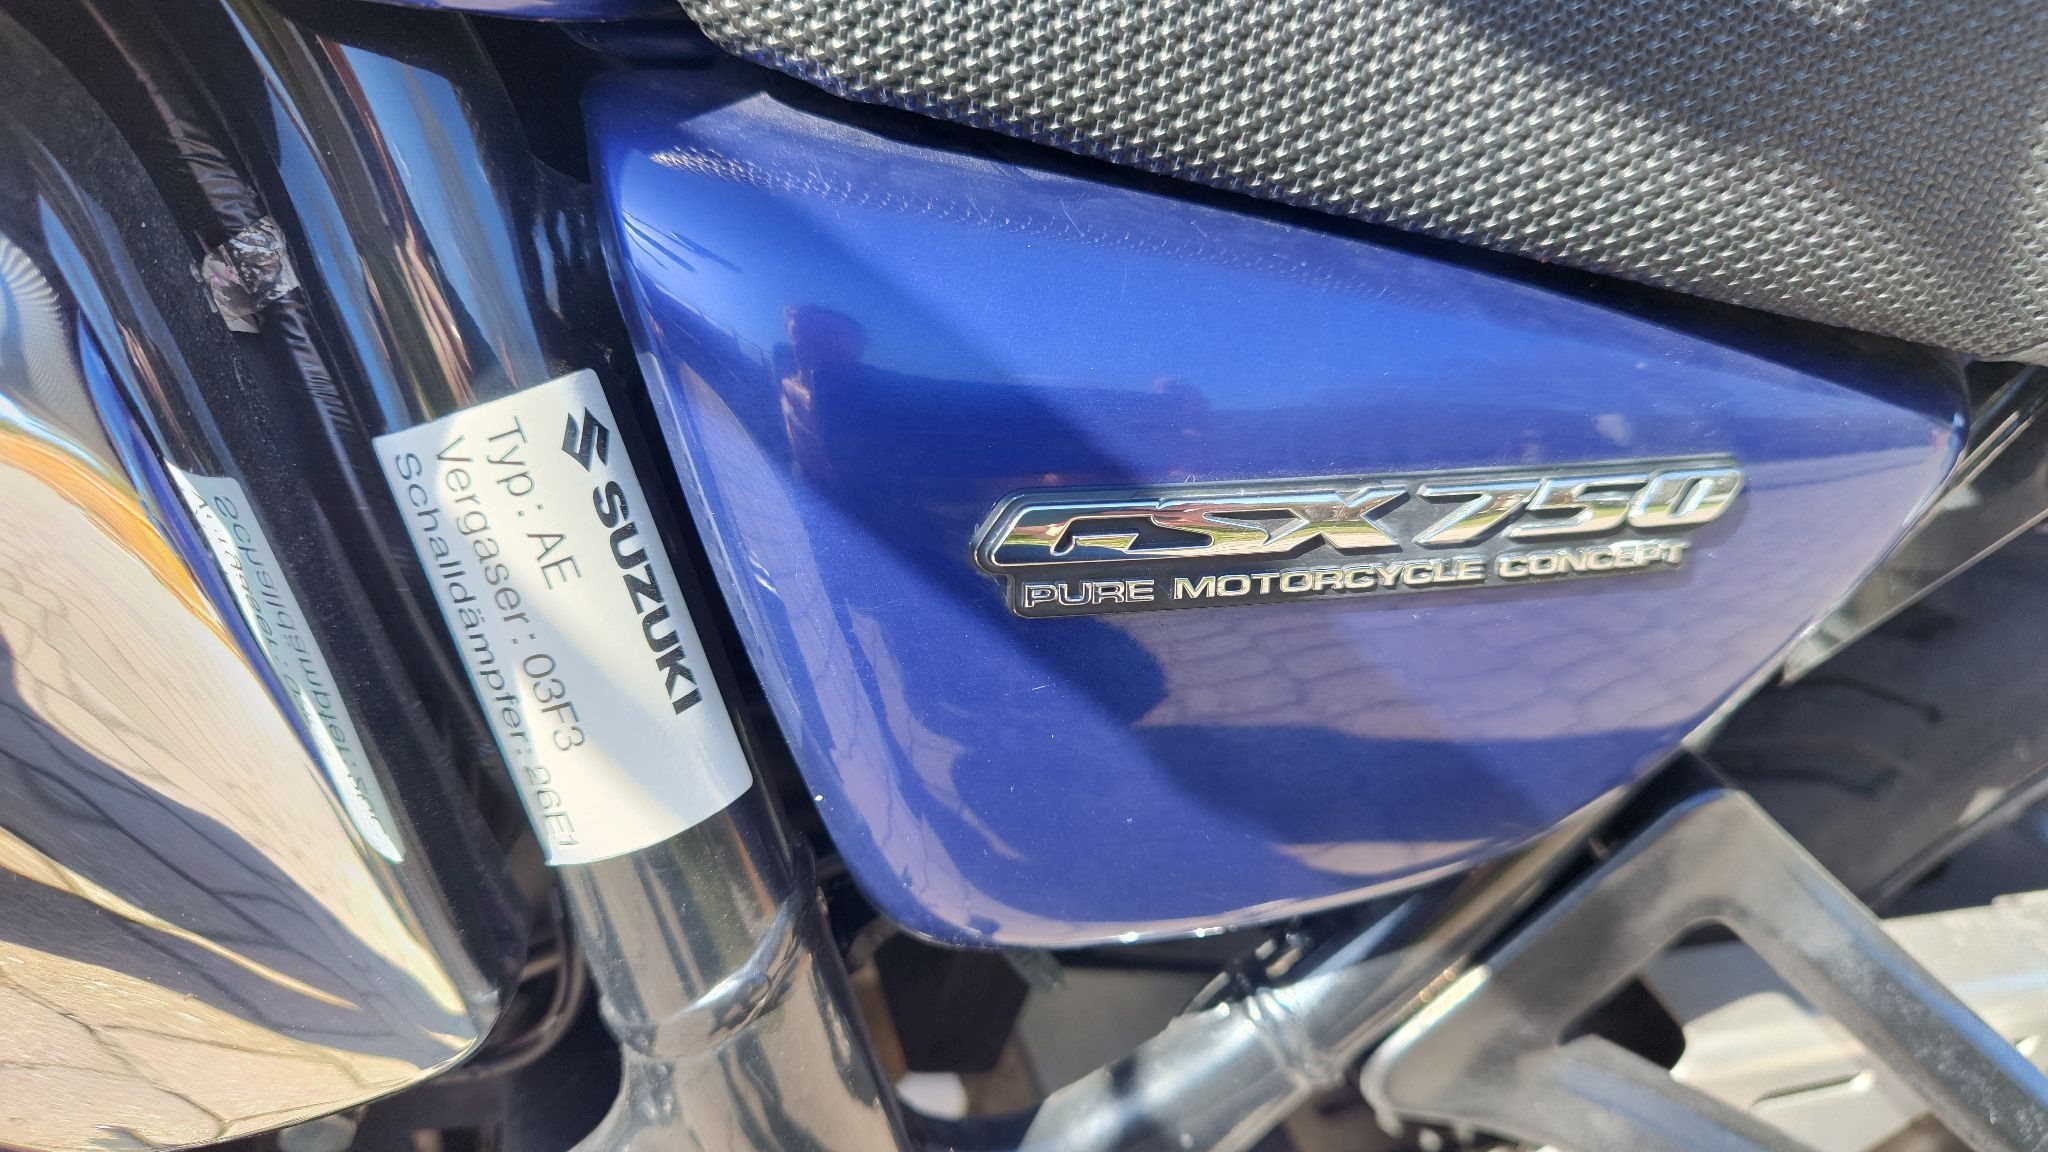 SUZUKI
Typ: AE
Vergaser: 03F3
Schalldämpfer: 26E1
GSX750
PURE MOTORCYCLE CONCEPT